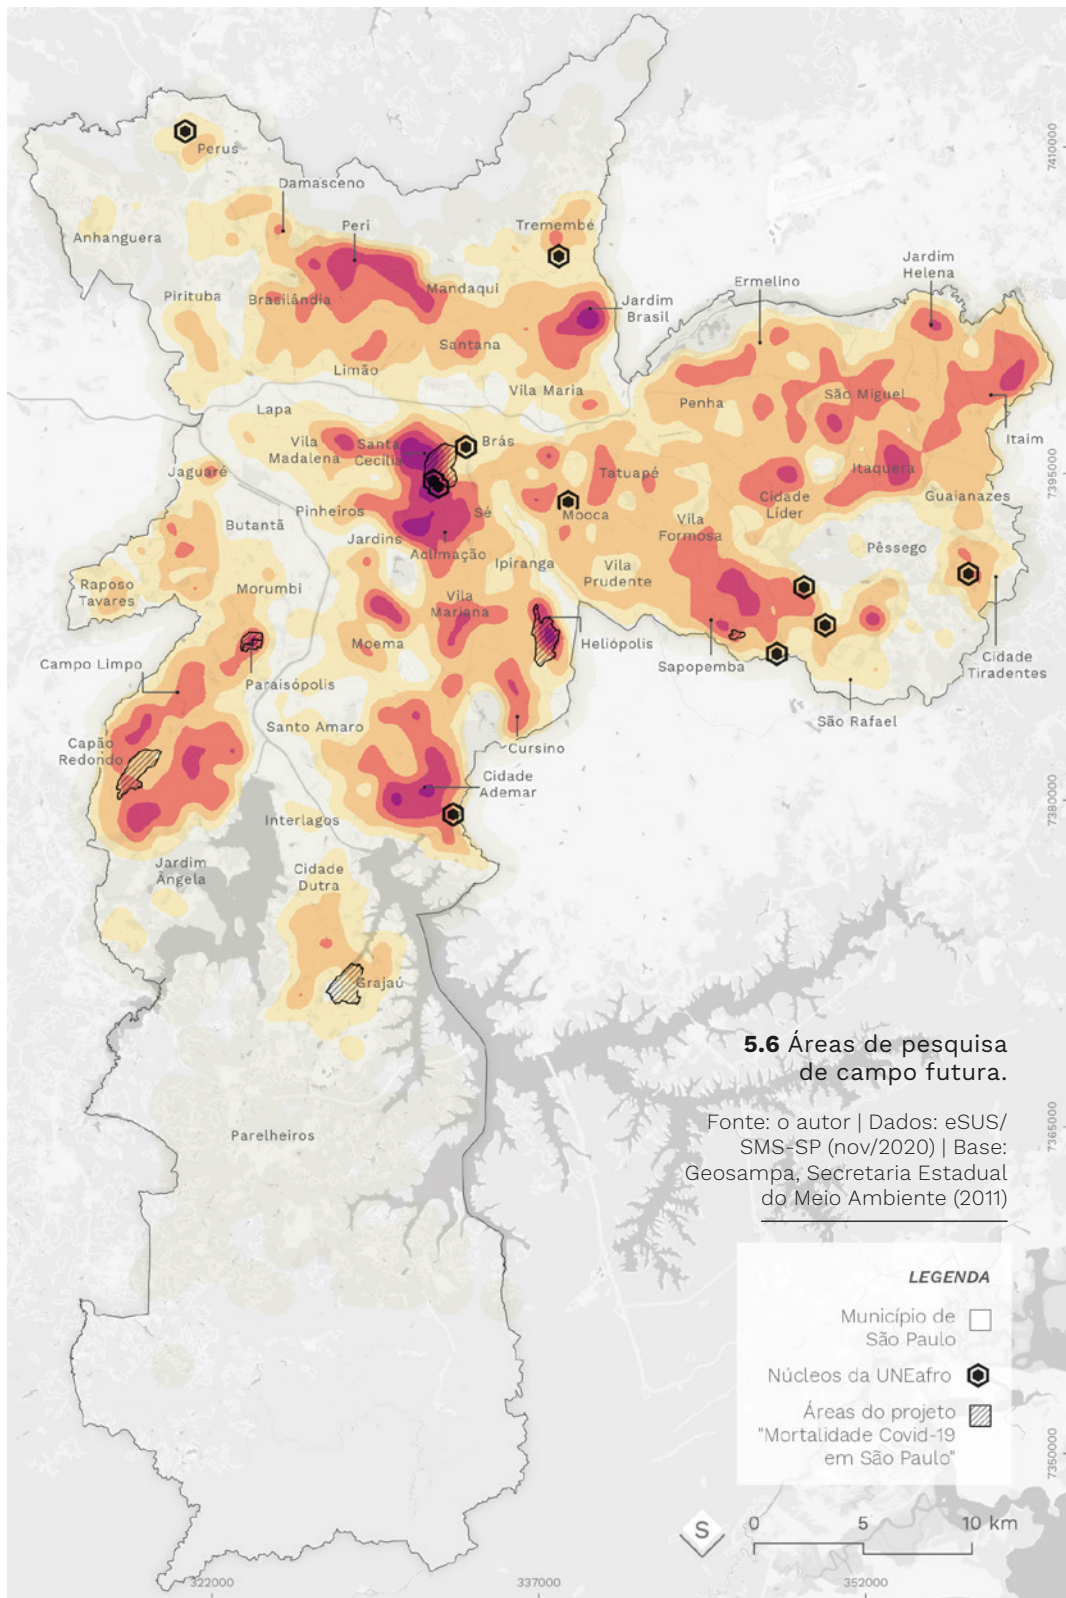 Perus
Damasceno
Peri
Tremembé
Anhanguera
Jardim
Helena
Ermelino
Pirituba
Brasilândia
Mandaqui
Jardim
Brasil
Santana
Limão
Vila Maria
Penha
São Miguel
Lapa
Itaim
Vila
Madalena
Santa
Cecília
Brás
Jaguaré
Tatuapé
Itaquera
Pinheiros
Sé
Mooca
Cidade
Líder
Guaianazes
Butantã
Jardins
Aclimação
Vila
Formosa
Pêssego
Ipiranga
Vila
Prudente
Raposo
Tavares
Morumbi
Vila
Mariana
Moema
Heliópolis
Campo Limpo
Paraisópolis
Sapopemba
Cidade
Tiradentes
Santo Amaro
São Rafael
Capão
Redondo
Cursino
Cidade
Ademar
Interlagos
Jardim
Ângela
Cidade
Dutra
Grajaú
Parelheiros
7410000
7395000
7380000
7365000
7350000
5.6 Áreas de pesquisa
de campo futura.
Fonte: o autor | Dados: eSUS/
SMS-SP (nov/2020) | Base:
Geosampa, Secretaria Estadual
do Meio Ambiente (2011)
LEGENDA
Município de
São Paulo
Núcleos da UNEafro
Áreas do projeto
"Mortalidade Covid-19
em São Paulo"
S
0 5 10 km
322000 337000 352000